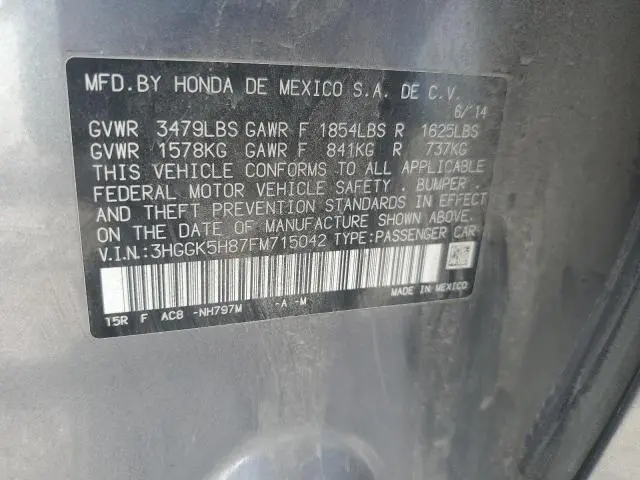 MFD.BY HONDA DE MEXICO S.A. DE C.V.
6/'14
GVWR 3479LBS GAWR F 1854LBS R 1625LBS
GVWR 1578KG GAWR F 841KG R 737KG
THIS VEHICLE CONFORMS TO ALL APPLICABLE
FEDERAL MOTOR VEHICLE SAFETY . BUMPER .
AND THEFT PREVENTION STANDARDS IN EFFECT
ON THE DATE OF MANUFACTURE SHOWN ABOVE.
V.I.N.:3HGGK5H87FM715042 TYPE:PASSENGER CAR
15R F AC8 -NH797M -A -M MADE IN MEXICO